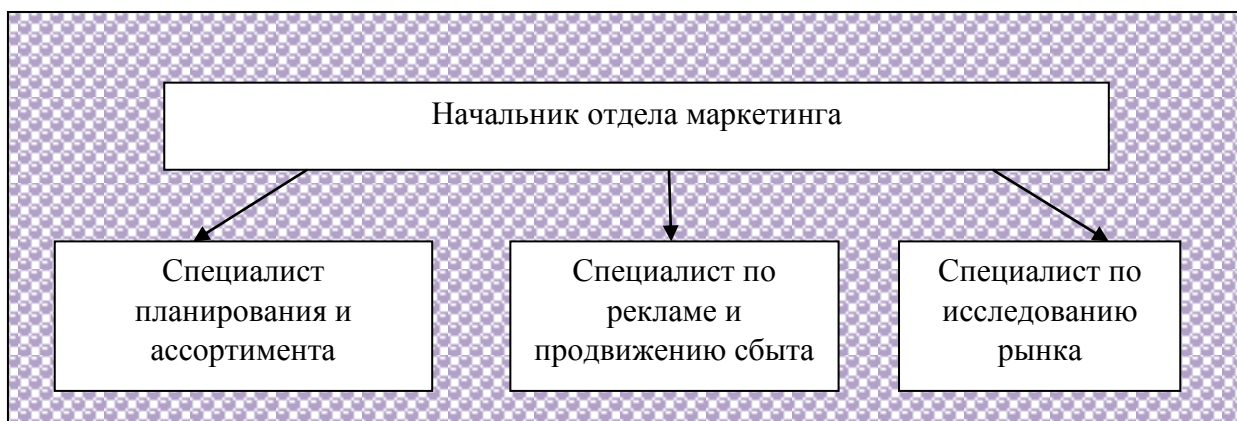 Начальник отдела маркетинга
Специалист
планирования и
ассортимента
Специалист по
рекламе и
продвижению сбыта
Специалист по
исследованию
рынка